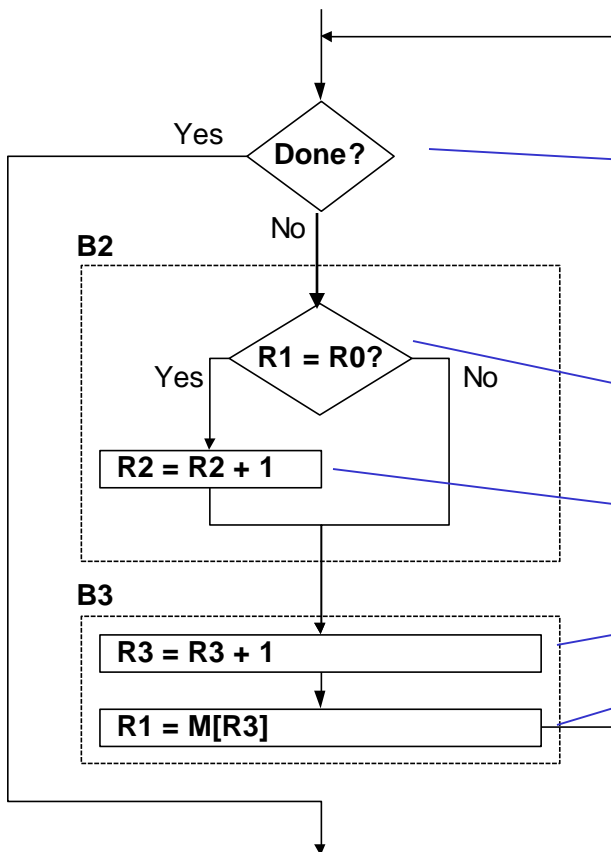 Yes
Done?
No
B2
R1 = R0?
Yes
No
R2 = R2 + 1
B3
R3 = R3 + 1
R1 = M[R3]